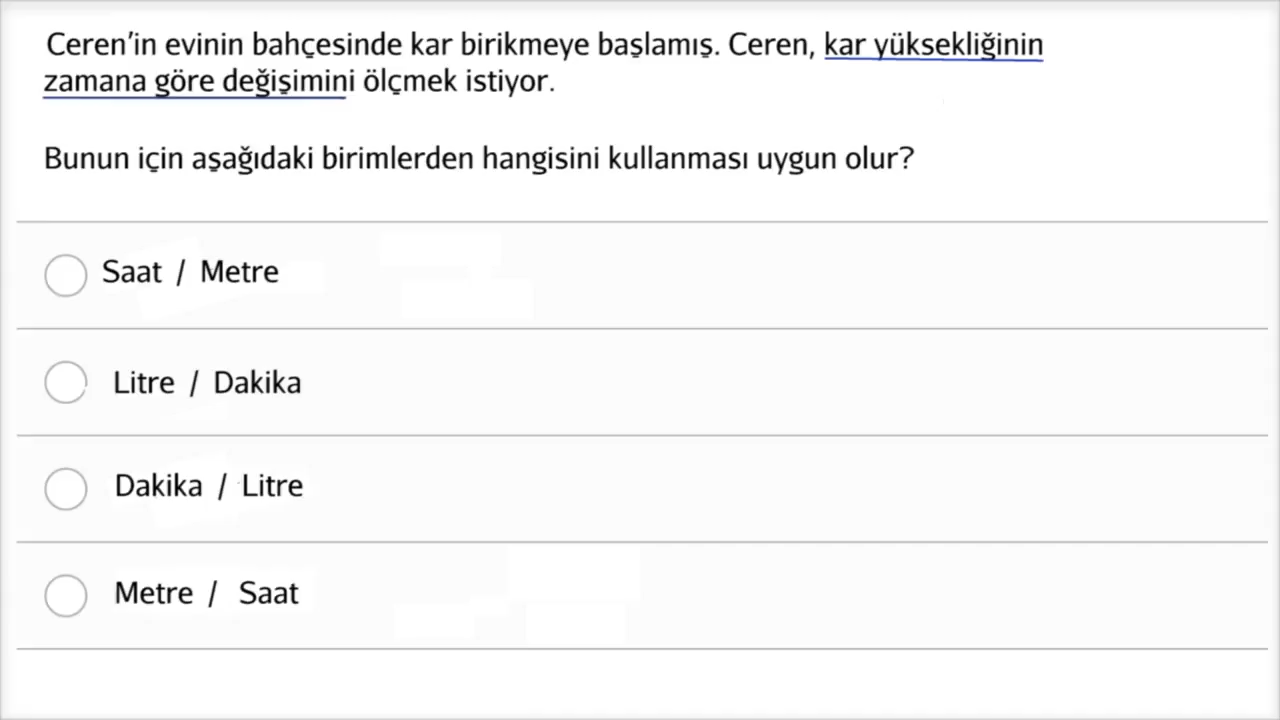 Ceren’in evinin bahçesinde kar birikmeye başlamış. Ceren, kar yüksekliğinin
zamana göre değişimini ölçmek istiyor.
Bunun için aşağıdaki birimlerden hangisini kullanması uygun olur?
Saat / Metre
Litre / Dakika
Dakika / Litre
Metre / Saat